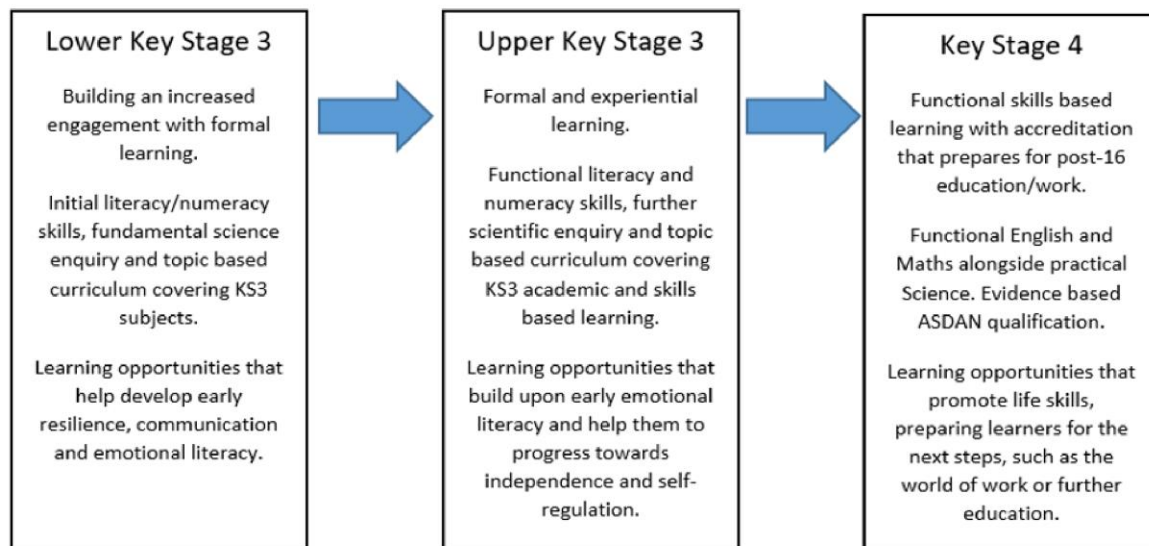 Lower Key Stage 3
Building an increased
engagement with formal
learning.
Initial literacy/numeracy
skills, fundamental science
enquiry and topic based
curriculum covering KS3
subjects.
Learning opportunities that
help develop early
resilience, communication
and emotional literacy.
Upper Key Stage 3
Formal and experiential
learning.
Functional literacy and
numeracy skills, further
scientific enquiry and topic
based curriculum covering
KS3 academic and skills
based learning.
Learning opportunities that
build upon early emotional
literacy and help them to
progress towards
independence and self-
regulation.
Key Stage 4
Functional skills based
learning with accreditation
that prepares for post-16
education/work.
Functional English and
Maths alongside practical
Science. Evidence based
ASDAN qualification.
Learning opportunities that
promote life skills,
preparing learners for the
next steps, such as the
world of work or further
education.